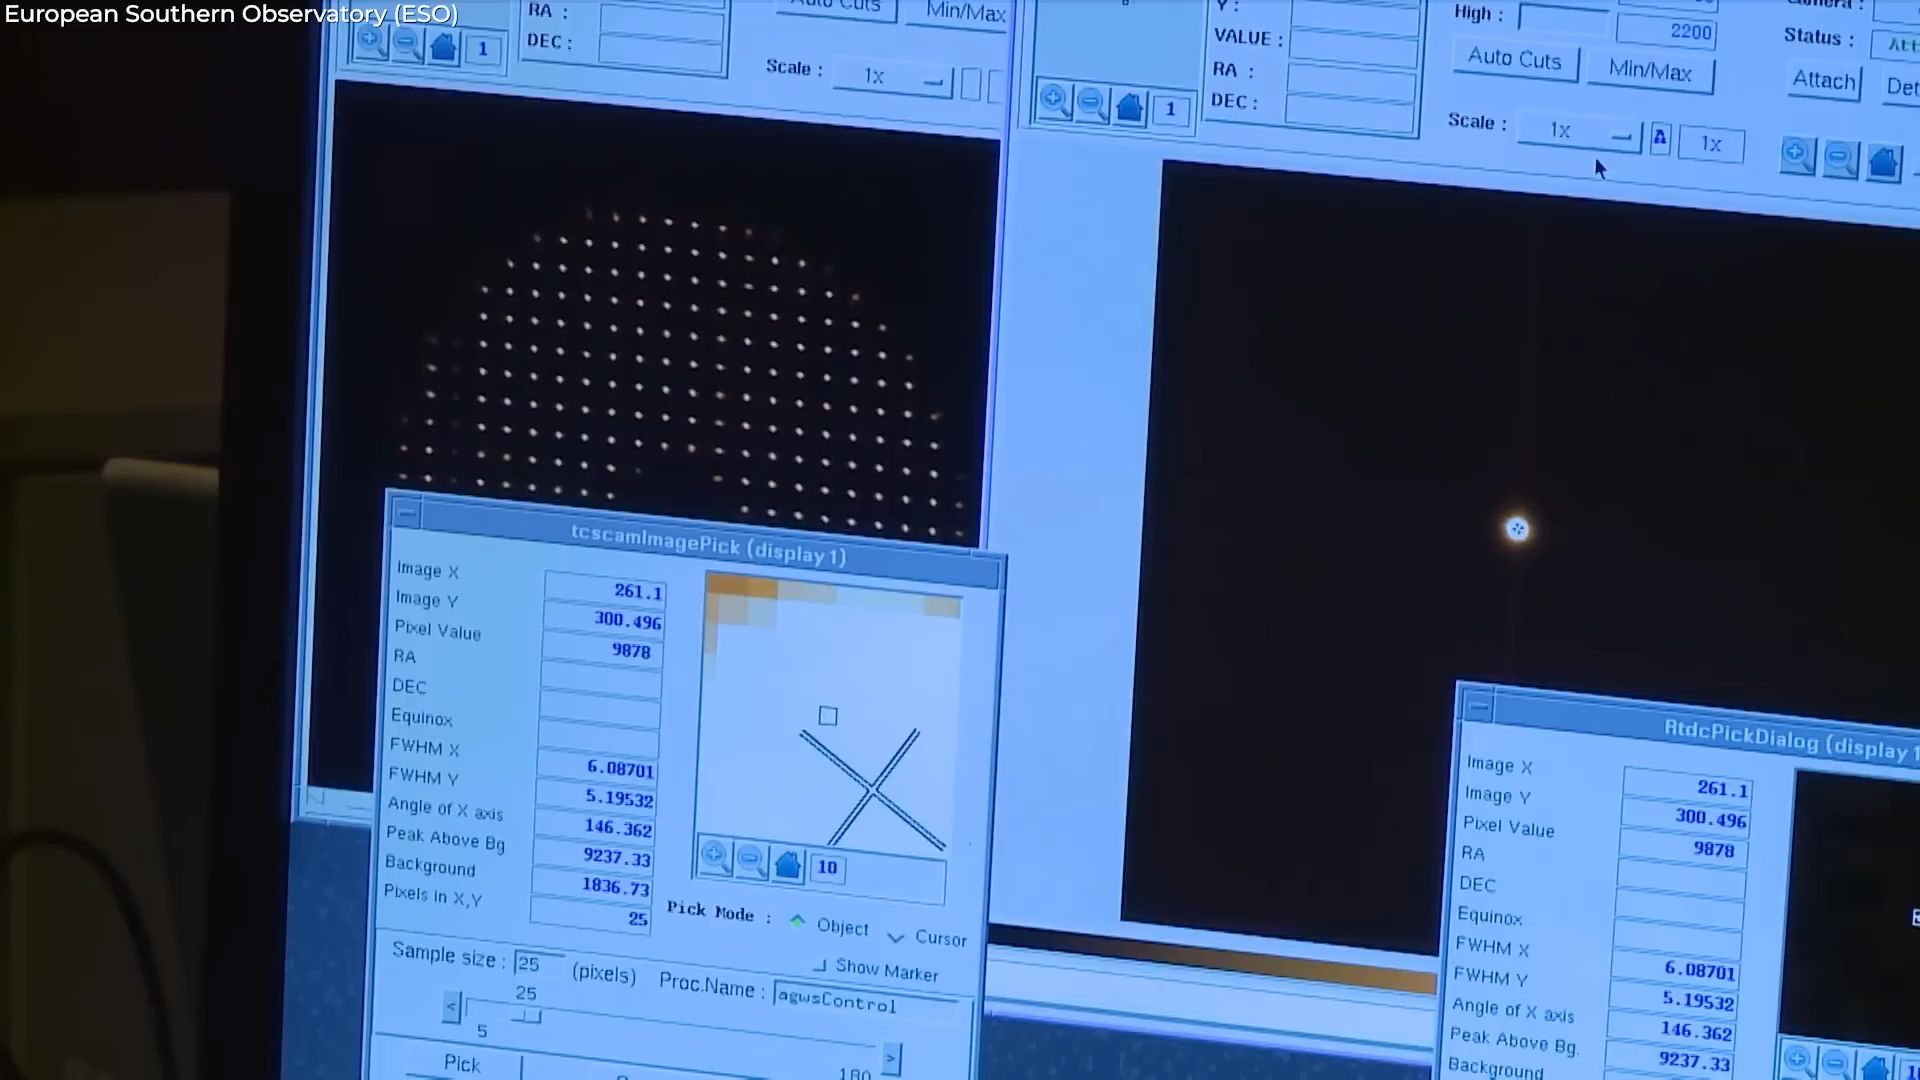 European Southern Observatory (ESO)
RA :
DEC :
1
Auto Cuts
Min/Max
Scale :
1x
Y :
VALUE :
RA :
DEC :
1
High :
2200
Auto Cuts
Min/Max
Scale :
1x
1x
Status :
Attach
tcscamImagePick (display 1)
Image X
261.1
Image Y
300.496
Pixel Value
9878
RA
DEC
Equinox
FWHM X
6.08701
FWHM Y
5.19532
Angle of X axis
146.362
Peak Above Bg.
9237.33
Background
1836.73
Pixels in X,Y
25
10
Pick Mode :
Object
Cursor
Show Marker
Sample size :
25
(pixels)
Proc.Name :
agwsControl
25
<
5
>
180
Pick
RtdcPickDialog (display 1
Image X
261.1
Image Y
300.496
Pixel Value
9878
RA
DEC
Equinox
FWHM X
6.08701
FWHM Y
5.19532
Angle of X axis
146.362
Peak Above Bg.
9237.33
Background